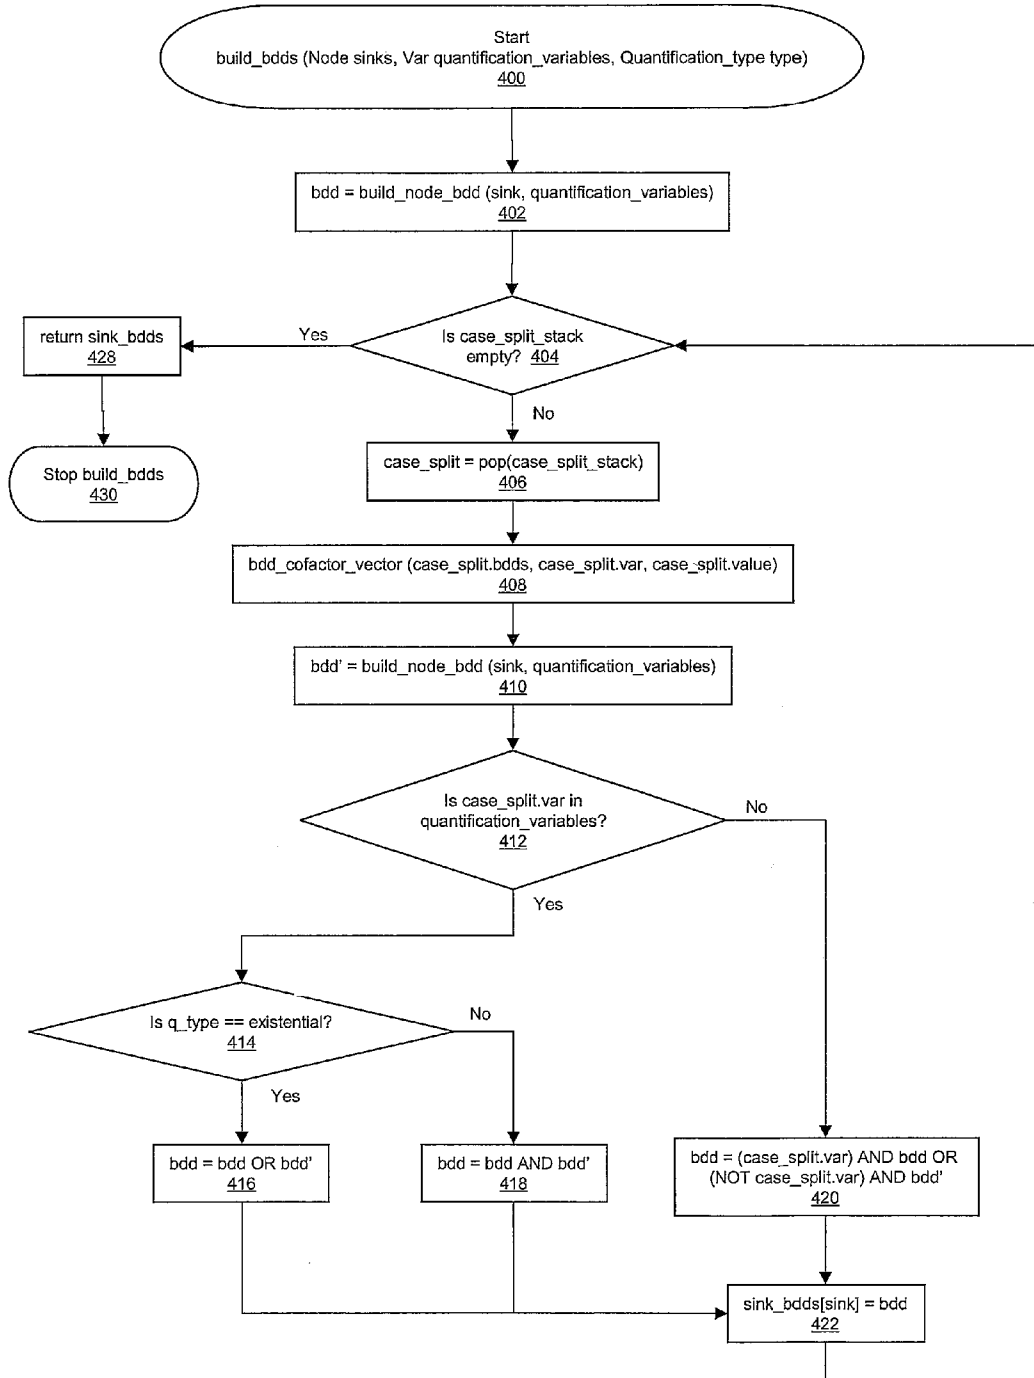 Start
build_bdds (Node sinks, Var quantification_variables, Quantification_type type)
400
bdd = build_node_bdd (sink, quantification_variables)
402
Is case_split_stack
empty? 404
Yes
return sink_bdds
428
Stop build_bdds
430
No
case_split = pop(case_split_stack)
406
bdd_cofactor_vector (case_split.bdds, case_split.var, case_split.value)
408
bdd' = build_node_bdd (sink, quantification_variables)
410
Is case_split.var in
quantification_variables?
412
No
Yes
Is q_type == existential?
414
No
Yes
bdd = bdd OR bdd'
416
bdd = bdd AND bdd'
418
bdd = (case_split.var) AND bdd OR
(NOT case_split.var) AND bdd'
420
sink_bdds[sink] = bdd
422